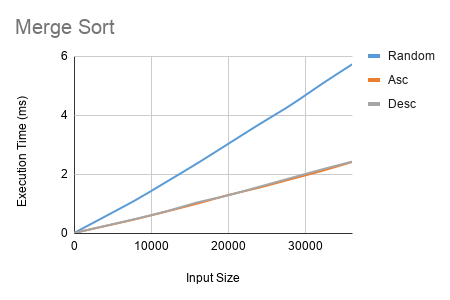 Merge Sort
6
4
2
0
Execution Time (ms)
0
10000
20000
30000
Input Size
Random
Asc
Desc